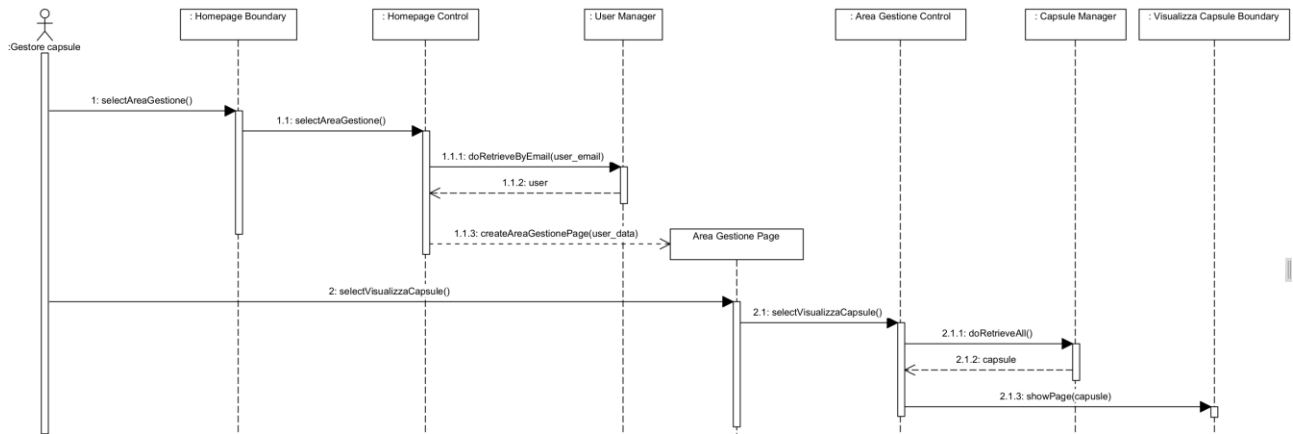 : Homepage Boundary
: Homepage Control
: User Manager
: Area Gestione Control
: Capsule Manager
: Visualizza Capsule Boundary
:Gestore capsule
1: selectAreaGestione()
1.1: selectAreaGestione()
1.1.1: doRetrieveByEmail(user_email)
1.1.2: user
1.1.3: createAreaGestionePage(user_data)
Area Gestione Page
2: selectVisualizzaCapsule()
2.1: selectVisualizzaCapsule()
2.1.1: doRetrieveAll()
2.1.2: capsule
2.1.3: showPage(capusle)